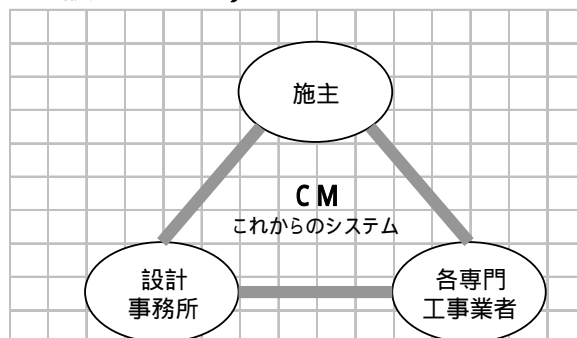 施主
CM
これからのシステム
設計
事務所
各専門
工事業者